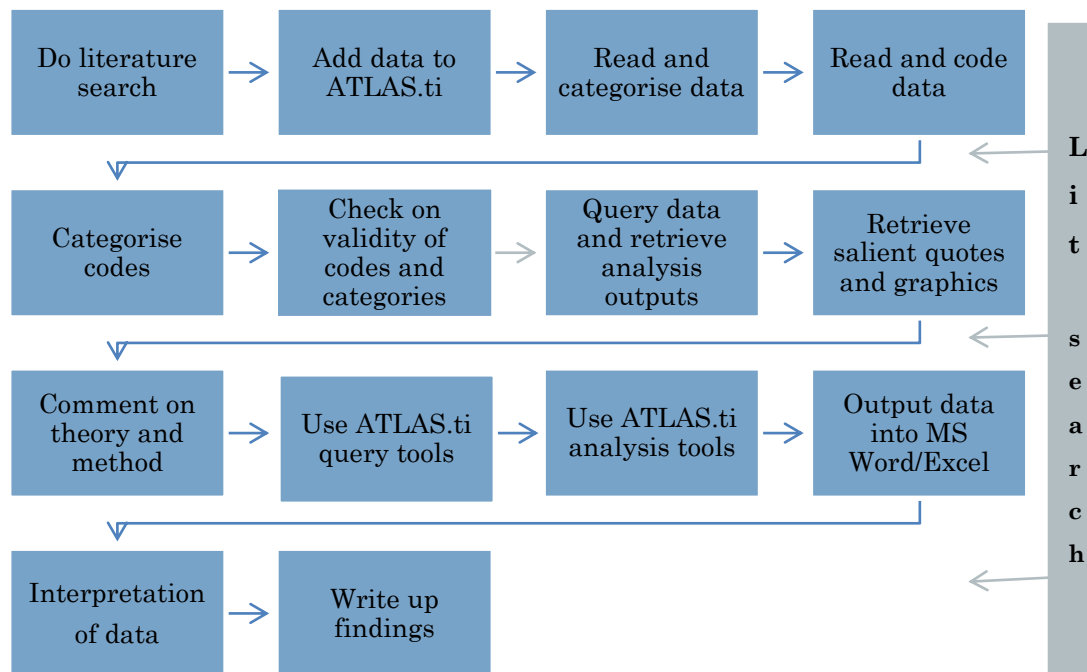 Do literature
search
Add data to
ATLAS.ti
Read and
categorise data
Read and code
data
Categorise
codes
Check on
validity of
codes and
categories
Query data
and retrieve
analysis
outputs
Retrieve
salient quotes
and graphics
Comment on
theory and
method
Use ATLAS.ti
query tools
Use ATLAS.ti
analysis tools
Output data
into MS
Word/Excel
Interpretation
of data
Write up
findings
L
i
t
s
e
a
r
c
h